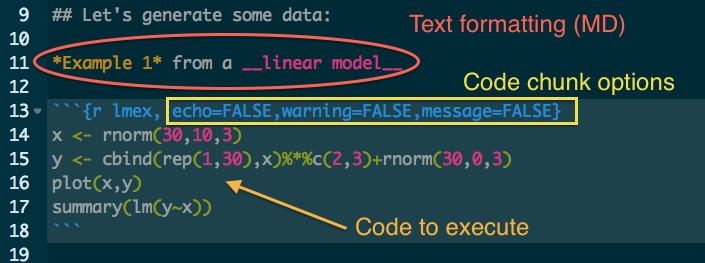 9 ## Let's generate some data:
Text formatting (MD)
10
11 *Example 1* from a __linear model__
12
Code chunk options
13 ```{r lmex, echo=FALSE,warning=FALSE,message=FALSE}
14 x <- rnorm(30,10,3)
15 y <- cbind(rep(1,30),x)%*%c(2,3)+rnorm(30,0,3)
16 plot(x,y)
17 summary(lm(y~x))
Code to execute
18 ```
19